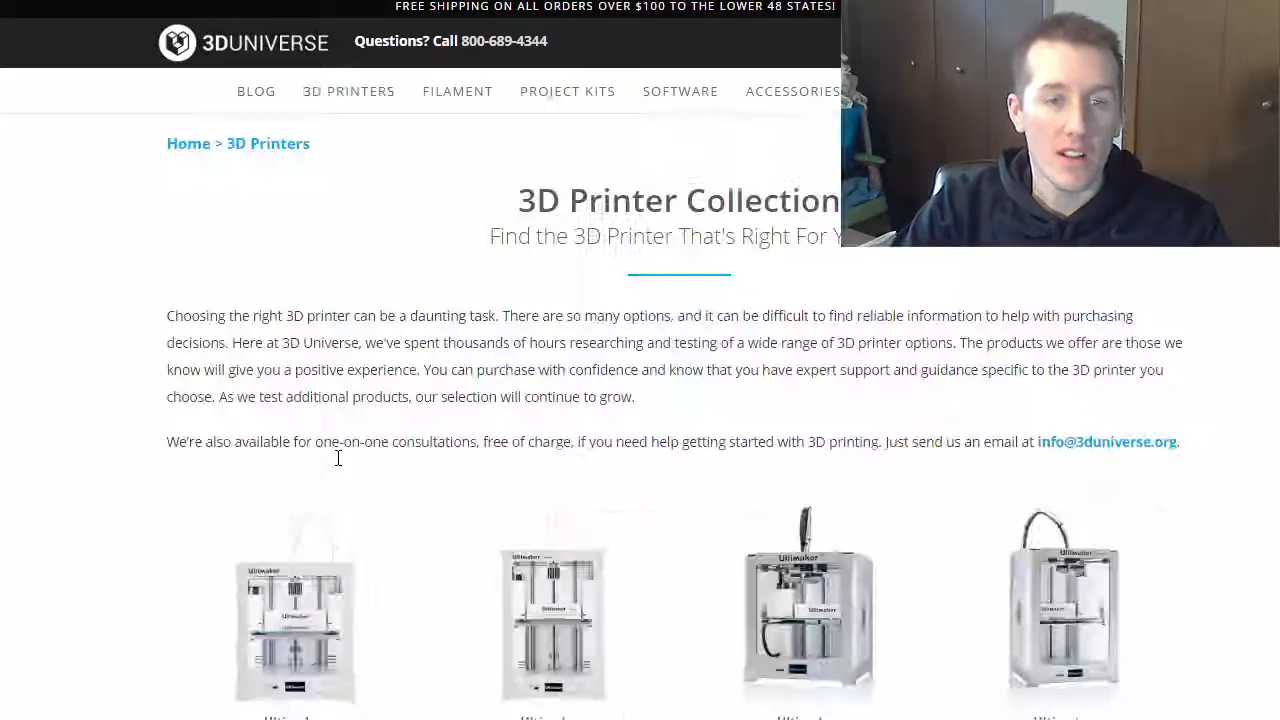 FREE SHIPPING ON ALL ORDERS OVER $100 TO THE LOWER 48 STATES!
3DUNIVERSE
Questions? Call 800-689-4344
BLOG 3D PRINTERS FILAMENT PROJECT KITS SOFTWARE ACCESSORIES
Home > 3D Printers
3D Printer Collection
Find the 3D Printer That's Right For Y
Choosing the right 3D printer can be a daunting task. There are so many options, and it can be difficult to find reliable information to help with purchasing
decisions. Here at 3D Universe, we've spent thousands of hours researching and testing of a wide range of 3D printer options. The products we offer are those we
know will give you a positive experience. You can purchase with confidence and know that you have expert support and guidance specific to the 3D printer you
choose. As we test additional products, our selection will continue to grow.
We're also available for one-on-one consultations, free of charge, if you need help getting started with 3D printing. Just send us an email at info@3duniverse.org.
Ultimaker Ultimaker Ultimaker Ultimaker
Ultimaker Ultimaker Ultimaker Ultimaker